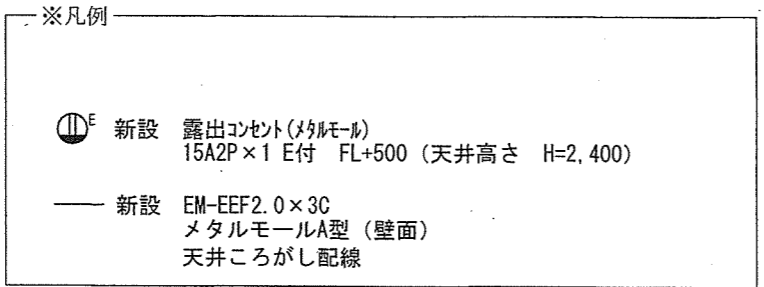 ※凡例
E 新設 露出コンセント(メタルモール)
15A2P×1 E付 FL+500 (天井高さ H=2,400)
新設 EM-EEF2.0×3C
メタルモールA型 (壁面)
天井ころがし配線